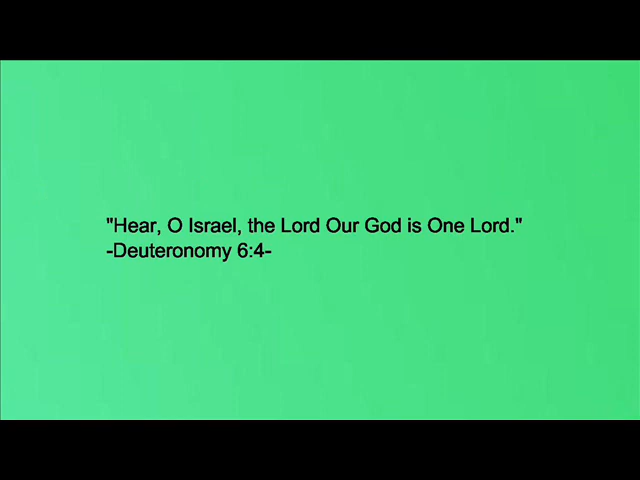 "Hear, O Israel, the Lord Our God is One Lord."
-Deuteronomy 6:4-